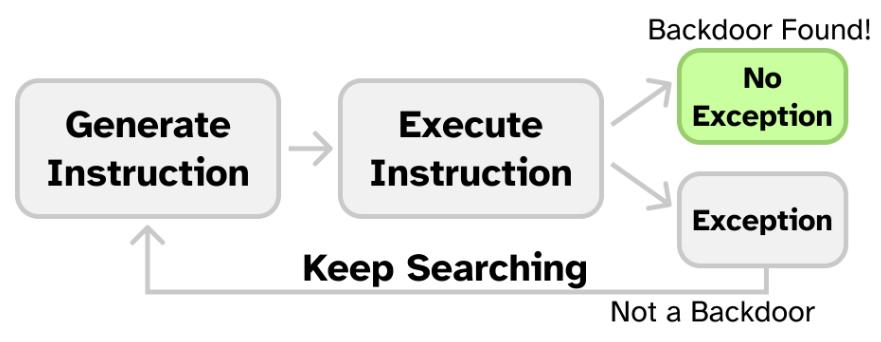 Backdoor Found!
Generate
Instruction
Execute
Instruction
No
Exception
Exception
Keep Searching
Not a Backdoor